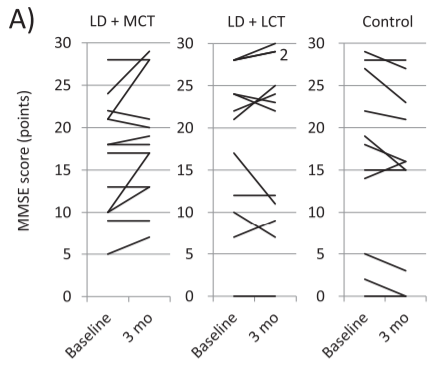 A)
LD + MCT
LD + LCT
Control
MMSE score (points)
30
25
20
15
10
5
0
Baseline
3 mo
30
25
20
15
10
5
0
2
Baseline
3 mo
30
25
20
15
10
5
0
Baseline
3 mo